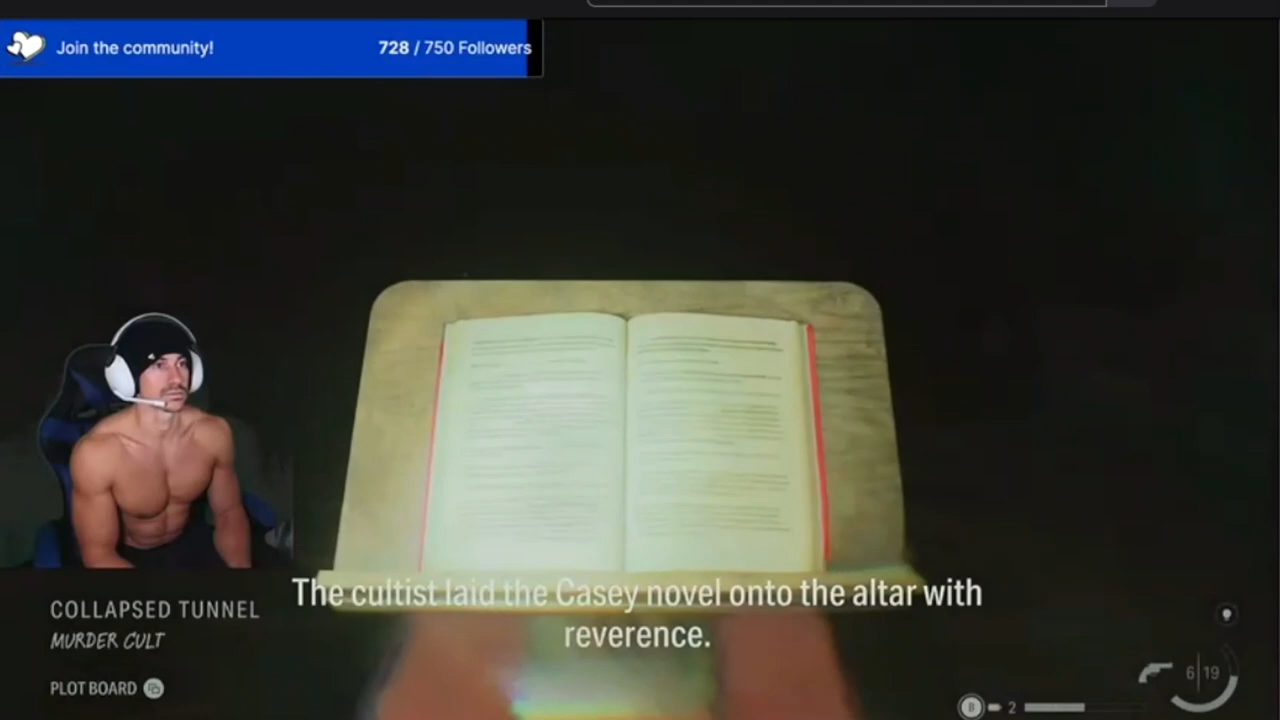 Join the community!
728 / 750 Followers
The cultist laid the Casey novel onto the altar with
reverence.
COLLAPSED TUNNEL
MURDER CULT
PLOT BOARD
6|19
B 2